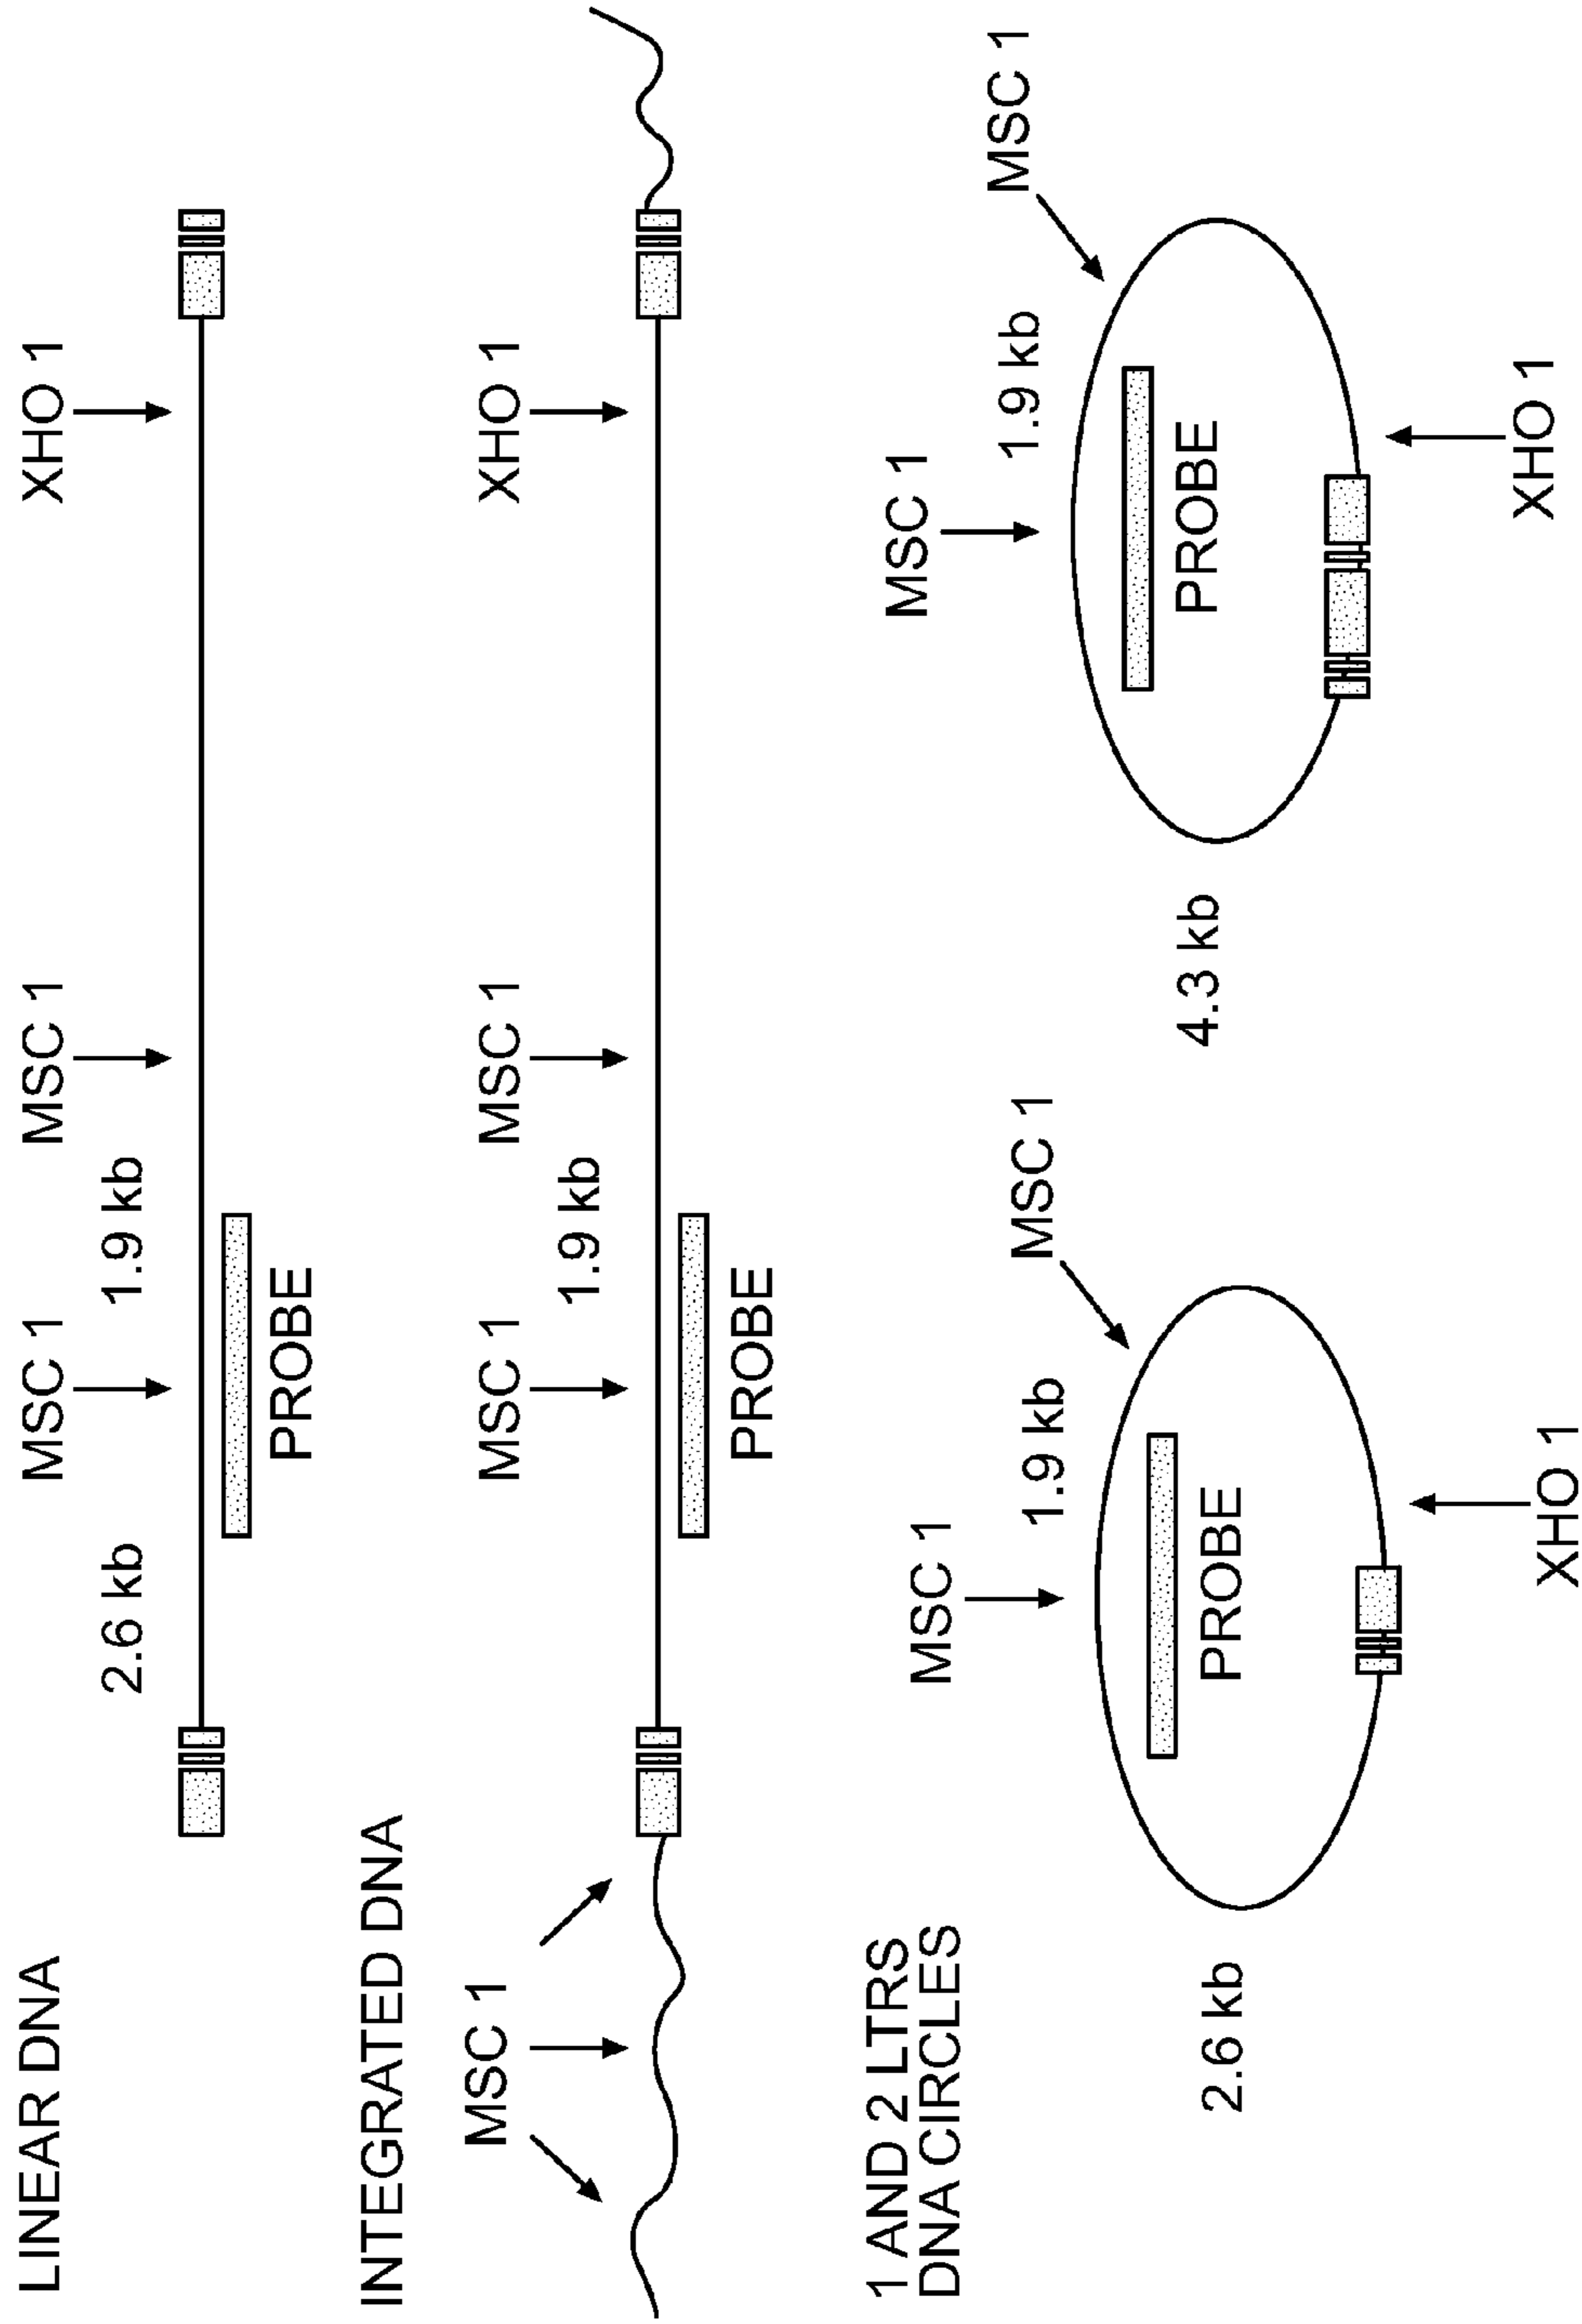 LINEAR DNA
MSC 1
MSC 1
XHO 1
2.6 kb
1.9 kb
PROBE
INTEGRATED DNA
MSC 1
MSC 1
MSC 1
XHO 1
1.9 kb
PROBE
1 AND 2 LTRS
DNA CIRCLES
MSC 1
MSC 1
1.9 kb
PROBE
2.6 kb
XHO 1
MSC 1
MSC 1
1.9 kb
PROBE
4.3 kb
XHO 1